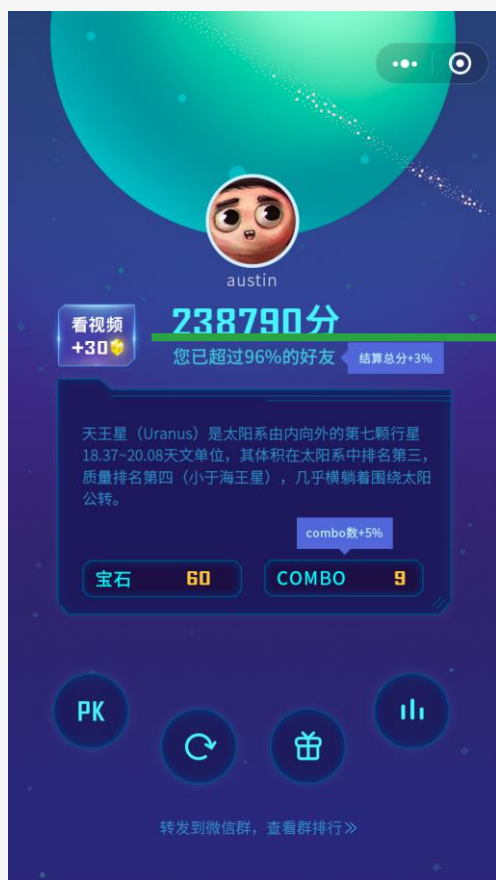 austin
看视频
+30
238790分
您已超过96%的好友
结算总分+3%
天王星（Uranus）是太阳系由内向外的第七颗行星
18.37~20.08天文单位，其体积在太阳系中排名第三，
质量排名第四（小于海王星），几乎横躺着围绕太阳
公转。
combo数+5%
宝石 60
COMBO 9
PK
转发到微信群，查看群排行